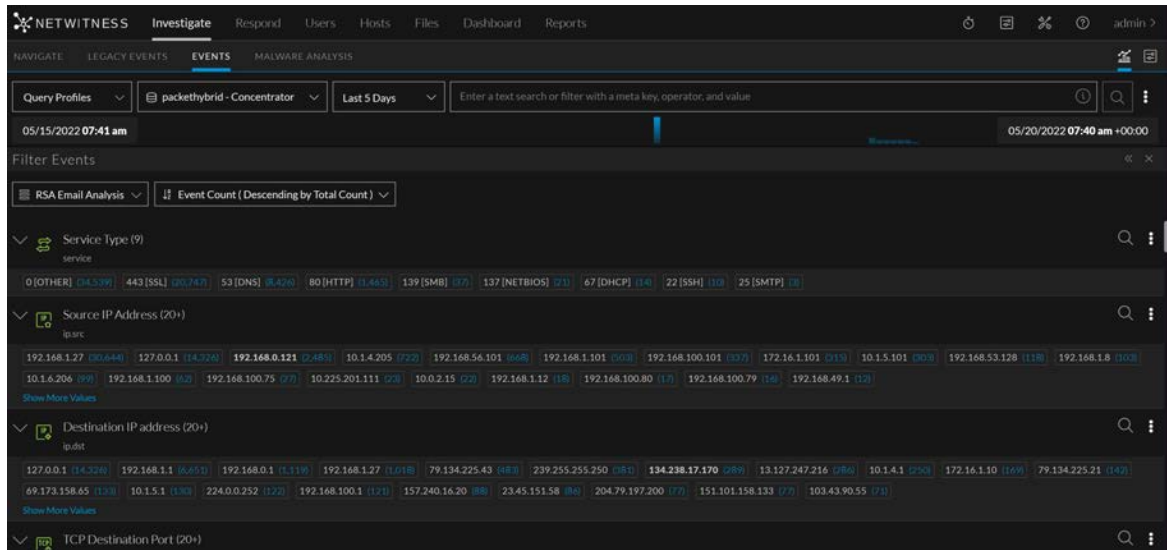 NETWITNESS Investigate Respond Users Hosts Files Dashboard Reports admin >
NAVIGATE LEGACY EVENTS EVENTS MALWARE ANALYSIS
Query Profiles packethybrid - Concentrator Last 5 Days Enter a text search or filter with a meta key, operator, and value
05/15/2022 07:41 am 05/20/2022 07:40 am +00:00
Filter Events
RSA Email Analysis Event Count ( Descending by Total Count )
Service Type (9)
service
0 [OTHER] (34,539) 443 [SSL] (20,747) 53 [DNS] (8,426) 80 [HTTP] (1,465) 139 [SMB] (37) 137 [NETBIOS] (21) 67 [DHCP] (14) 22 [SSH] (10) 25 [SMTP] (3)
Source IP Address (20+)
ip.src
192.168.1.27 (30,644) 127.0.0.1 (14,326) 192.168.0.121 (2,485) 10.1.4.205 (722) 192.168.56.101 (668) 192.168.1.101 (503) 192.168.100.101 (337) 172.16.1.101 (315) 10.1.5.101 (303) 192.168.53.128 (118) 192.168.1.8 (103)
10.1.6.206 (99) 192.168.1.100 (62) 192.168.100.75 (27) 10.225.201.111 (23) 10.0.2.15 (22) 192.168.1.12 (18) 192.168.100.80 (17) 192.168.100.79 (16) 192.168.49.1 (12)
Show More Values
Destination IP address (20+)
ip.dst
127.0.0.1 (14,326) 192.168.1.1 (6,651) 192.168.0.1 (1,119) 192.168.1.27 (1,018) 79.134.225.43 (483) 239.255.255.250 (381) 134.238.17.170 (289) 13.127.247.216 (286) 10.1.4.1 (250) 172.16.1.10 (169) 79.134.225.21 (142)
69.173.158.65 (133) 10.1.5.1 (130) 224.0.0.252 (122) 192.168.100.1 (121) 157.240.16.20 (88) 23.45.151.58 (86) 204.79.197.200 (77) 151.101.158.133 (77) 103.43.90.55 (71)
Show More Values
TCP Destination Port (20+)